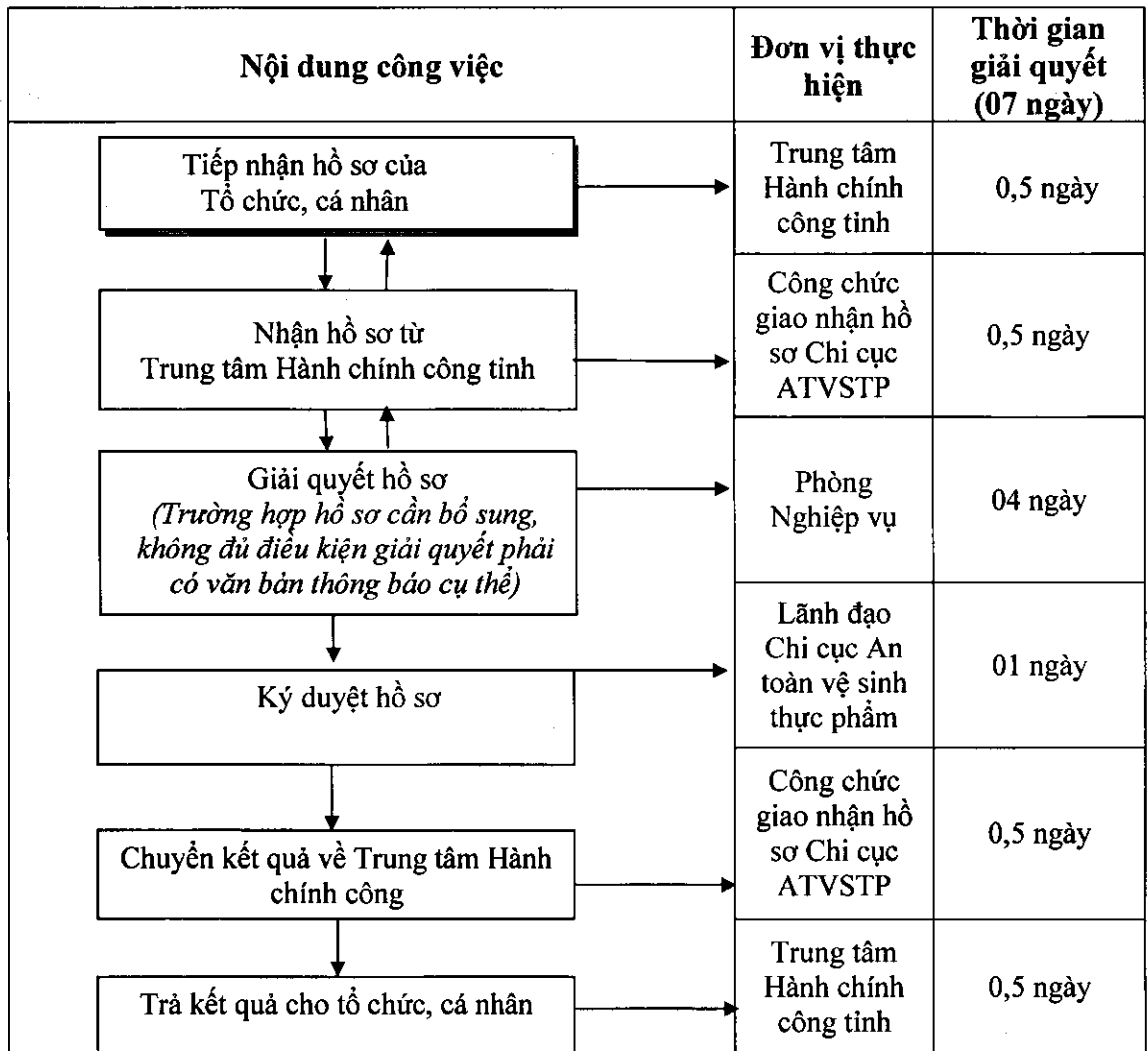 Nội dung công việc
Đơn vị thực
hiện
Thời gian
giải quyết
(07 ngày)
Tiếp nhận hồ sơ của
Tổ chức, cá nhân
Trung tâm
Hành chính
công tỉnh
0,5 ngày
Nhận hồ sơ từ
Trung tâm Hành chính công tỉnh
Công chức
giao nhận hồ
sơ Chi cục
ATVSTP
0,5 ngày
Giải quyết hồ sơ
(Trường hợp hồ sơ cần bổ sung,
không đủ điều kiện giải quyết phải
có văn bản thông báo cụ thể)
Phòng
Nghiệp vụ
04 ngày
Ký duyệt hồ sơ
Lãnh đạo
Chi cục An
toàn vệ sinh
thực phẩm
01 ngày
Chuyển kết quả về Trung tâm Hành
chính công
Công chức
giao nhận hồ
sơ Chi cục
ATVSTP
0,5 ngày
Trả kết quả cho tổ chức, cá nhân
Trung tâm
Hành chính
công tỉnh
0,5 ngày